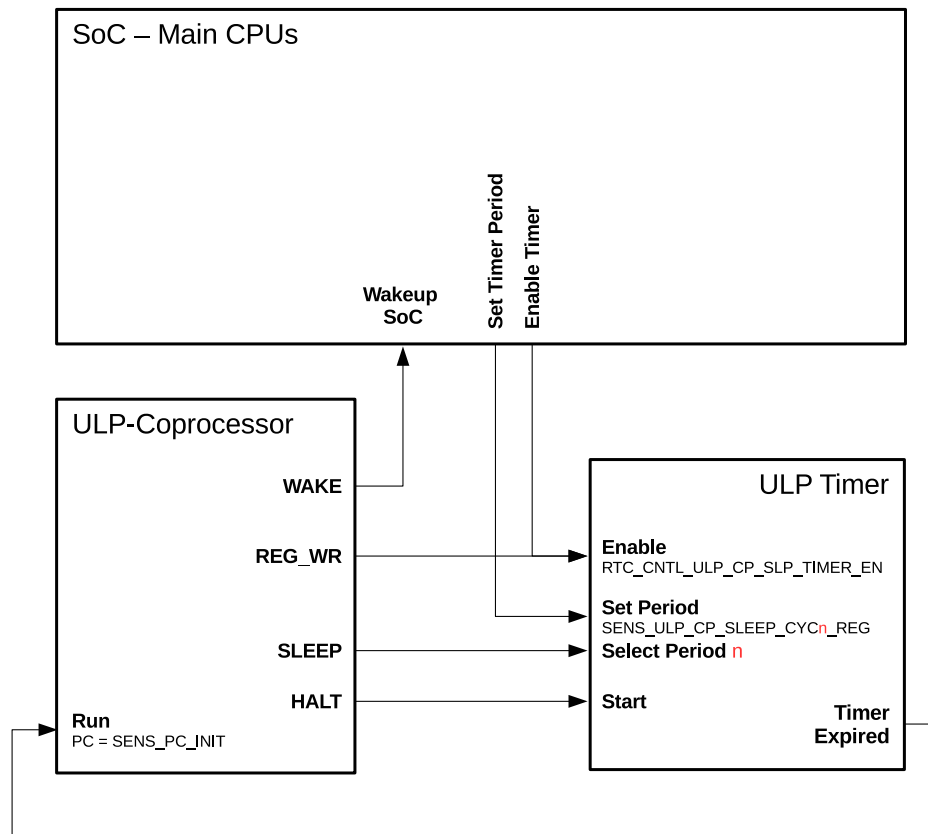 SoC – Main CPUs
Set Timer Period
Enable Timer
Wakeup
SoC
ULP-Coprocessor
WAKE
REG_WR
SLEEP
HALT
Run
PC = SENS_PC_INIT
ULP Timer
Enable
RTC_CNTL_ULP_CP_SLP_TIMER_EN
Set Period
SENS_ULP_CP_SLEEP_CYCn_REG
Select Period n
Start
Timer
Expired